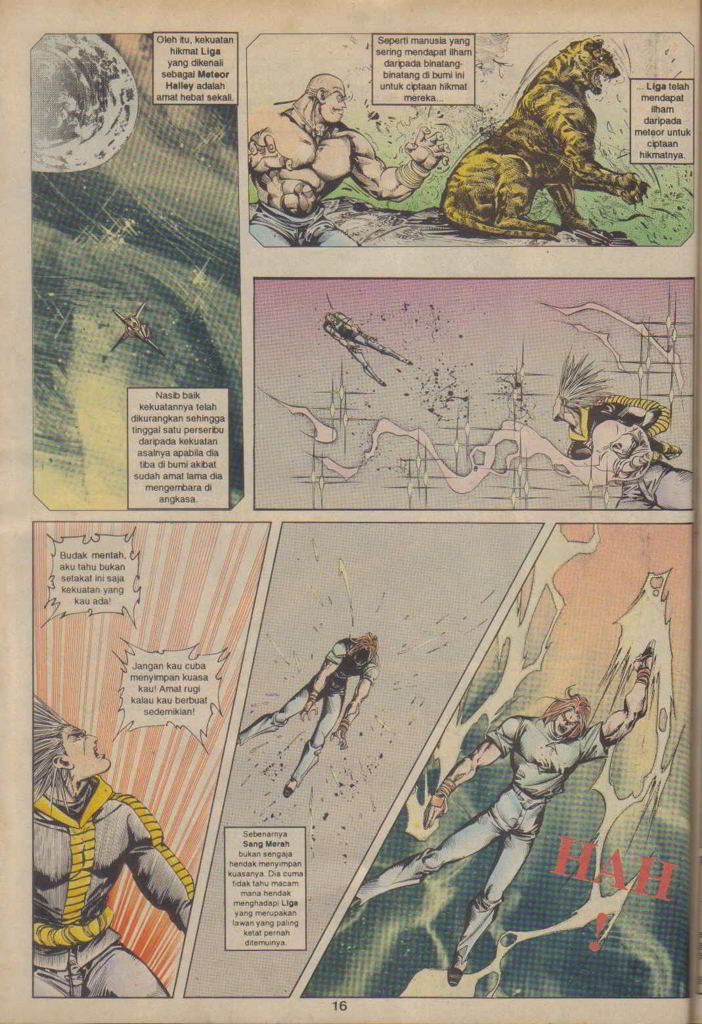 Oleh itu, kekuatan
hikmat Liga
yang dikenali
sebagai Meteor
Halley adalah
amat hebat sekali.
Seperti manusia yang
sering mendapat ilham
daripada binatang-
binatang di bumi ini
untuk ciptaan hikmat
mereka...
... Liga telah
mendapat
ilham
daripada
meteor untuk
ciptaan
hikmatnya.
Nasib baik
kekuatannya telah
dikurangkan sehingga
tinggal satu perseribu
daripada kekuatan
asalnya apabila dia
tiba di bumi akibat
sudah amat lama dia
mengembara di
angkasa.
Budak mentah,
aku tahu bukan
setakat ini saja
kekuatan yang
kau ada!
Jangan kau cuba
menyimpan kuasa
kau! Amat rugi
kalau kau berbuat
sedemikian!
Sebenarnya
Sang Merah
bukan sengaja
hendak menyimpan
kuasanya. Dia cuma
tidak tahu macam
mana hendak
menghadapi Liga
yang merupakan
lawan yang paling
ketat pernah
ditemuinya.
HAH
!
16